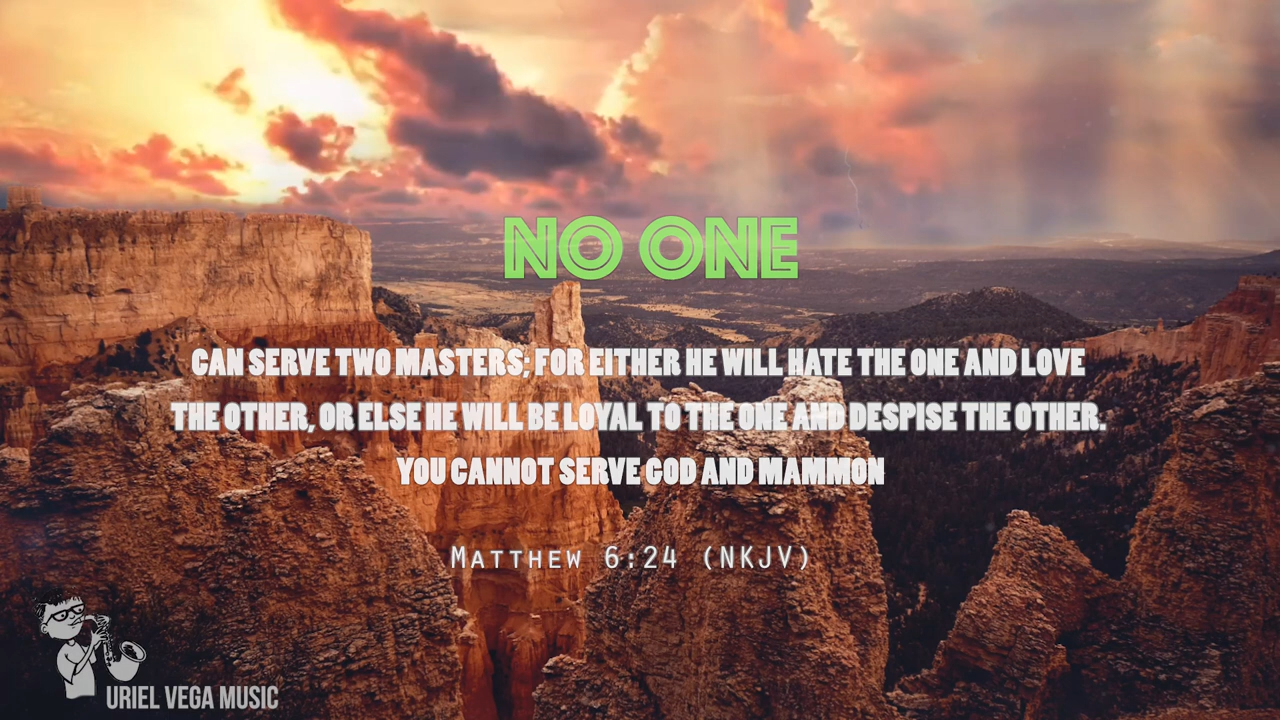 NO ONE
CAN SERVE TWO MASTERS; FOR EITHER HE WILL HATE THE ONE AND LOVE
THE OTHER, OR ELSE HE WILL BE LOYAL TO THE ONE AND DESPISE THE OTHER.
YOU CANNOT SERVE GOD AND MAMMON
MATTHEW 6:24 (NKJV)
URIEL VEGA MUSIC